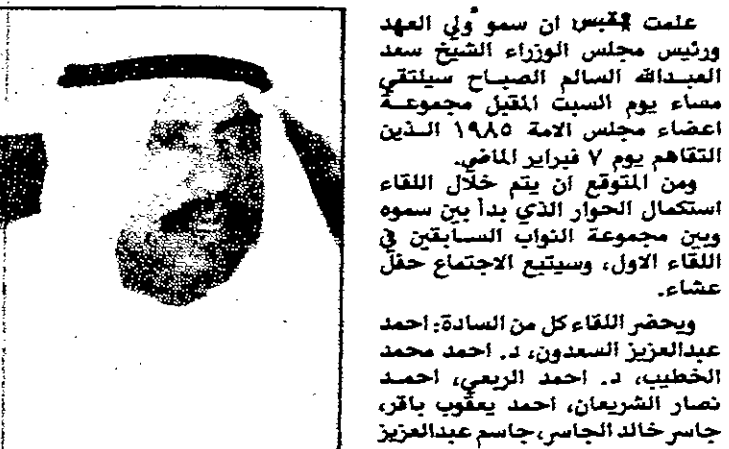 علمت القبس ان سمو ولي العهد
ورئيس مجلس الوزراء الشيخ سعد
العبدالله السالم الصباح سيلتقي
مساء يوم السبت المقبل مجموعة
اعضاء مجلس الامة ١٩٨٥ الذين
التقاهم يوم ٧ فبراير الماضي.
ومن المتوقع ان يتم خلال اللقاء
استكمال الحوار الذي بدأ بين سموه
وبين مجموعة النواب السابقين في
اللقاء الاول، وسيتبع الاجتماع حفل
عشاء.
ويحضر اللقاء كل من السادة: احمد
عبدالعزيز السعدون، د. احمد محمد
الخطيب، د. احمد الربعي، احمد
نصار الشريعان، احمد يعقوب باقر،
جاسر خالد الجاسر، جاسم عبدالعزيز